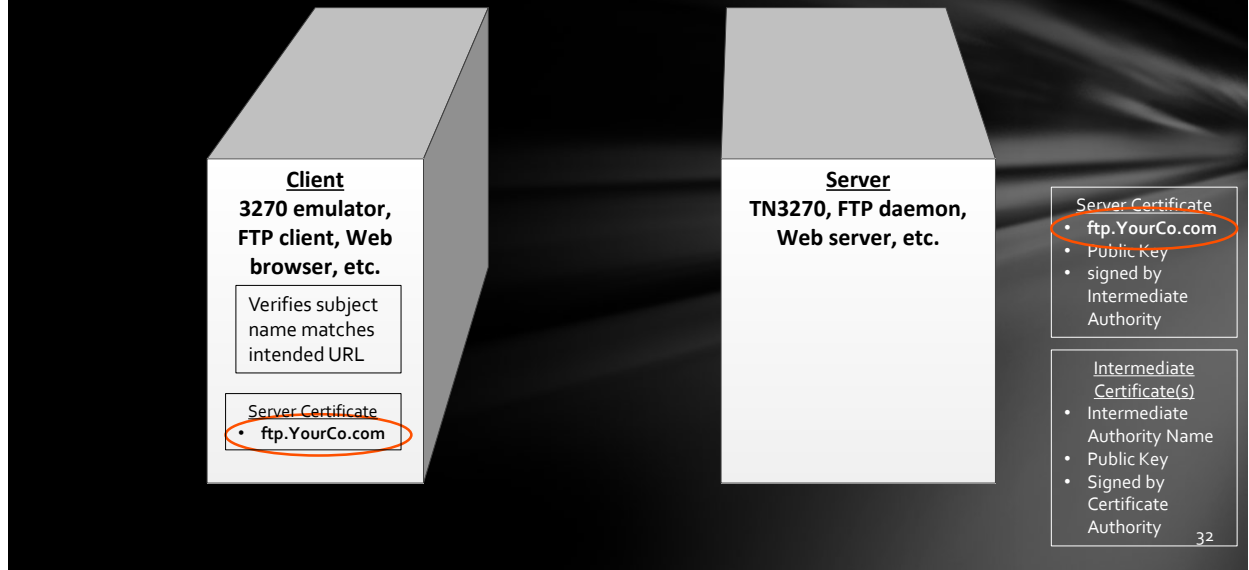 Client
3270 emulator,
FTP client, Web
browser, etc.
Verifies subject
name matches
intended URL
Server Certificate
• ftp.YourCo.com
Server
TN3270, FTP daemon,
Web server, etc.
Server Certificate
• ftp.YourCo.com
• Public Key
• signed by
Intermediate
Authority
Intermediate
Certificate(s)
• Intermediate
Authority Name
• Public Key
• Signed by
Certificate
Authority
32